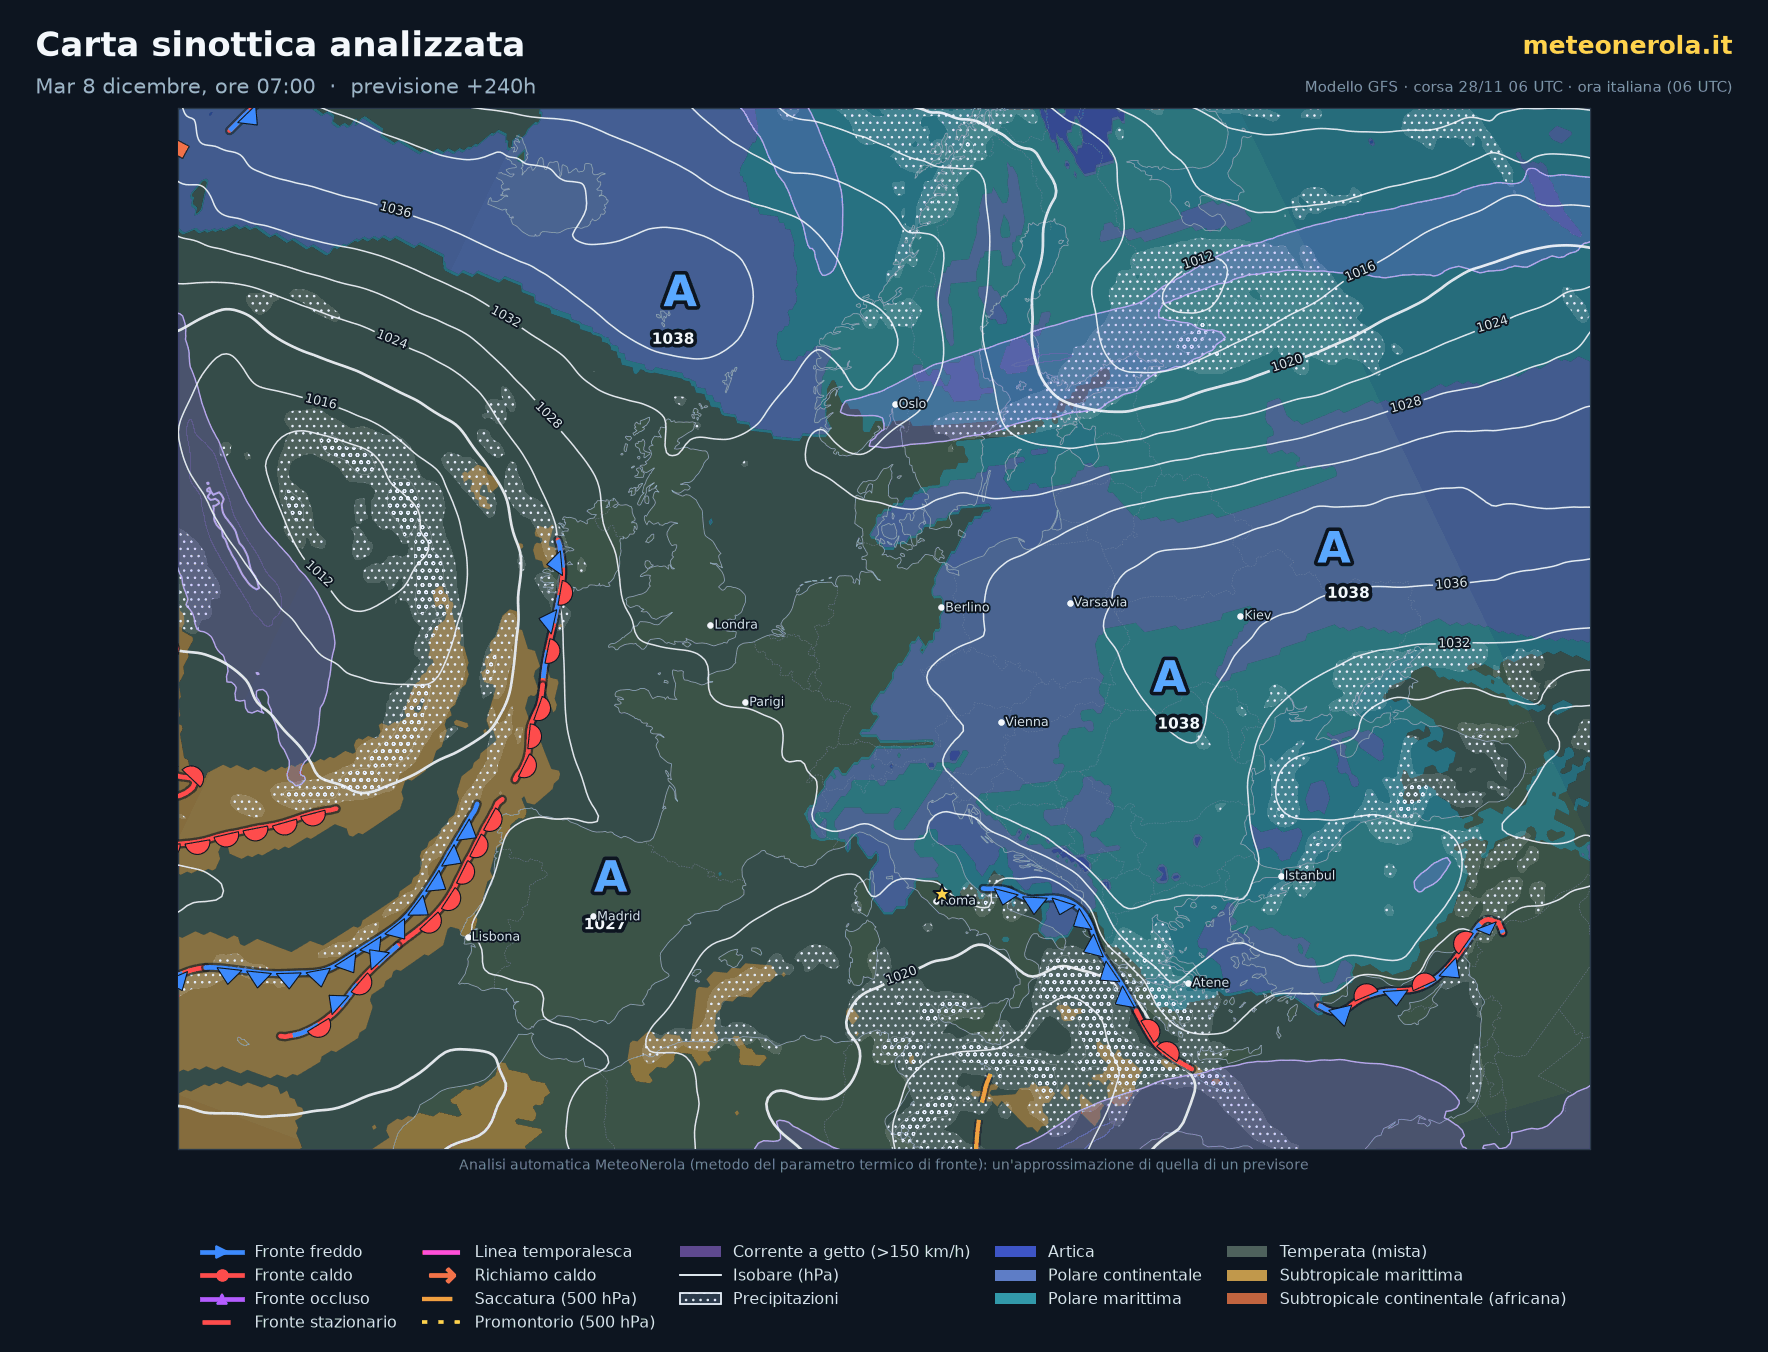 Carta sinottica analizzata
meteonerola.it
Mar 8 dicembre, ore 07:00 · previsione +240h
Modello GFS · corsa 28/11 06 UTC · ora italiana (06 UTC)
1036
1012
1016
A
1038
1032
1024
1024
1020
1016
1028
1028
Oslo
A
1038
1036
1012
Berlino
Varsavia
Kiev
Londra
1032
A
1038
Parigi
Vienna
A
1027
Madrid
Lisbona
Roma
Istanbul
1020
Atene
Analisi automatica MeteoNerola (metodo del parametro termico di fronte): un'approssimazione di quella di un previsore
Fronte freddo
Fronte caldo
Fronte occluso
Fronte stazionario
Linea temporalesca
Richiamo caldo
Saccatura (500 hPa)
Promontorio (500 hPa)
Corrente a getto (>150 km/h)
Isobare (hPa)
Precipitazioni
Artica
Polare continentale
Polare marittima
Temperata (mista)
Subtropicale marittima
Subtropicale continentale (africana)